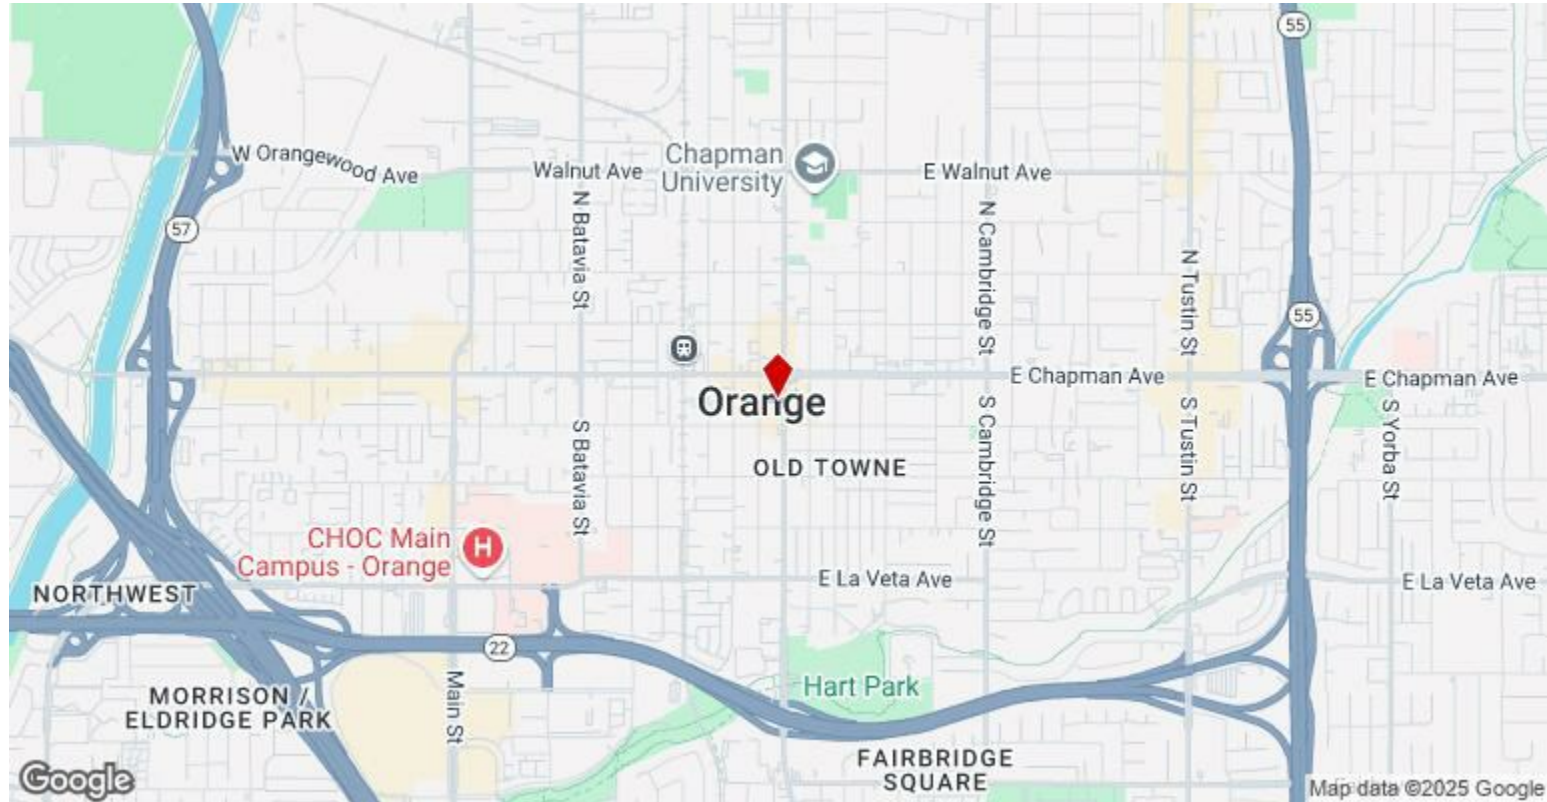 55
W Orangewood Ave
Walnut Ave
Chapman
University
E Walnut Ave
57
N Batavia St
N Cambridge St
N Tustin St
55
E Chapman Ave
E Chapman Ave
Orange
S Batavia St
S Cambridge St
S Tustin St
S Yorba St
OLD TOWNE
CHOC Main
Campus - Orange
H
E La Veta Ave
E La Veta Ave
NORTHWEST
22
MORRISON /
ELDRIDGE PARK
Main St
Hart Park
FAIRBRIDGE
SQUARE
Google
Map data ©2025 Google